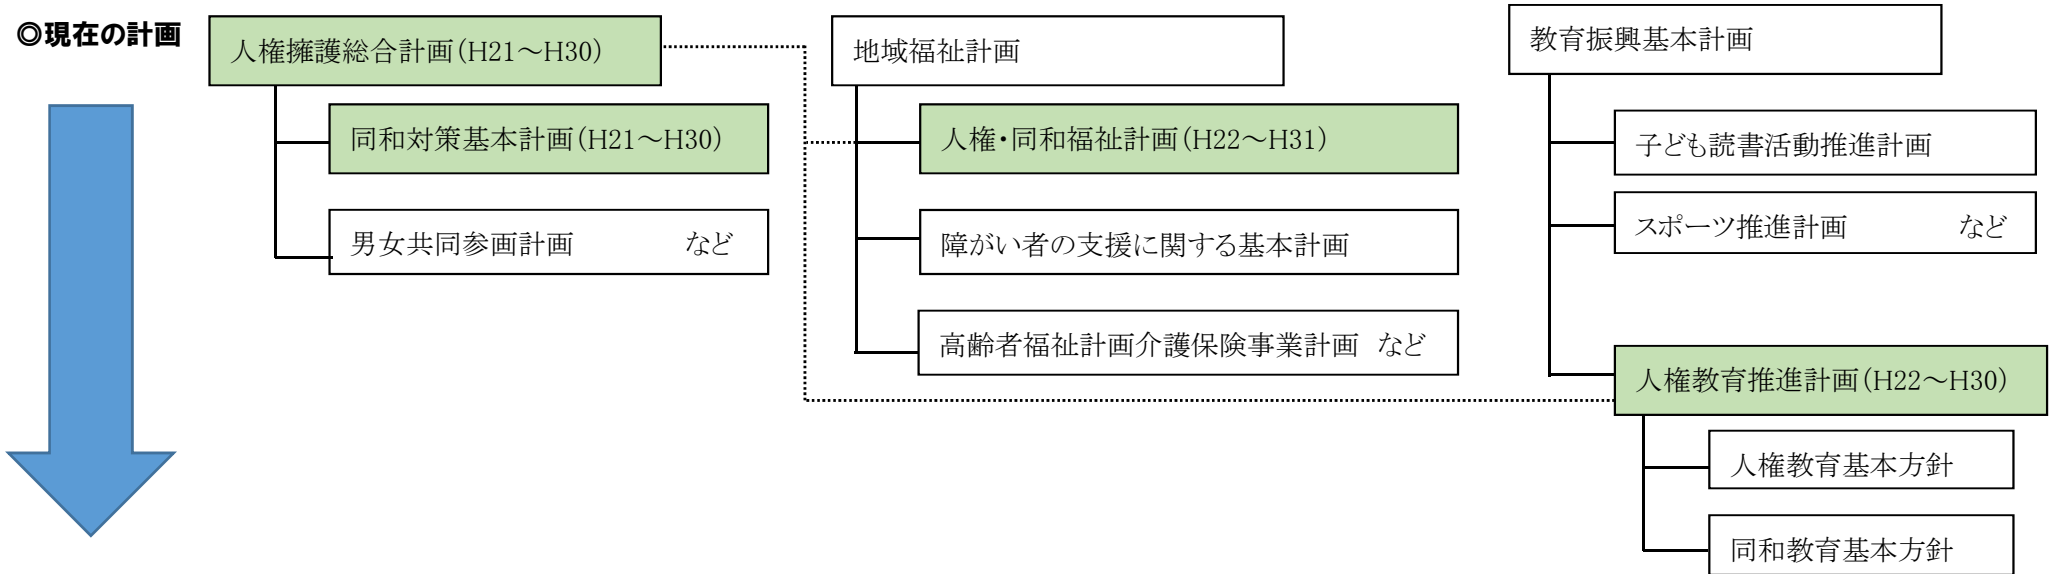 ◎現在の計画
人権擁護総合計画(H21～H30)
同和対策基本計画(H21～H30)
男女共同参画計画　など
地域福祉計画
人権・同和福祉計画(H22～H31)
障がい者の支援に関する基本計画
高齢者福祉計画介護保険事業計画　など
教育振興基本計画
子ども読書活動推進計画
スポーツ推進計画　など
人権教育推進計画(H22～H30)
人権教育基本方針
同和教育基本方針